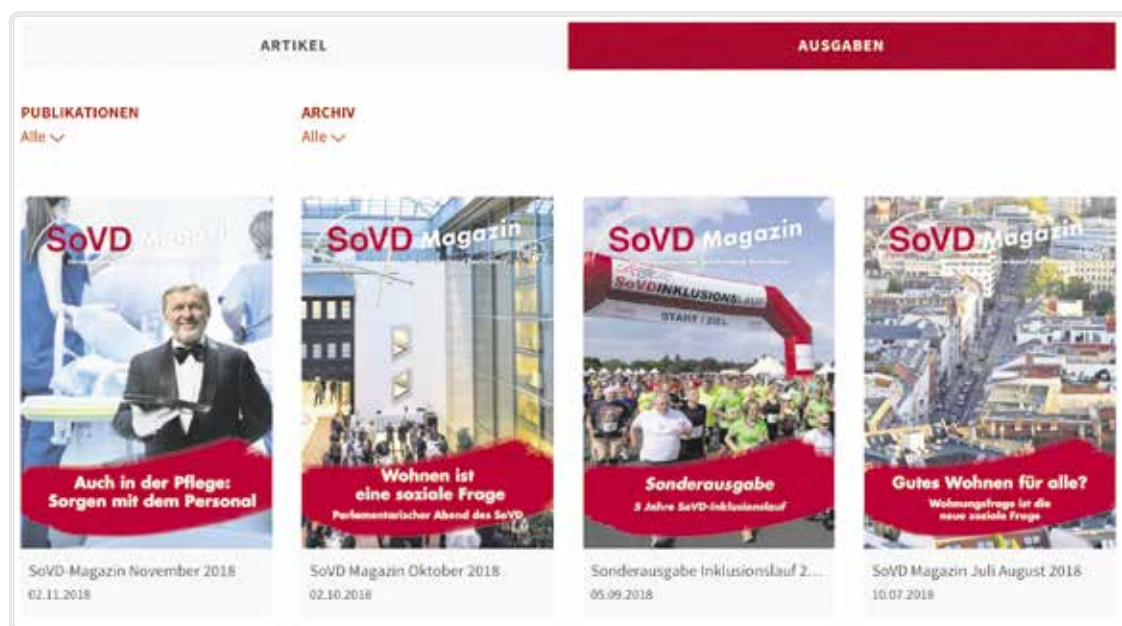 ARTIKEL
AUSGABEN
PUBLIKATIONEN
Alle
ARCHIV
Alle
SoVD Magazin
Auch in der Pflege:
Sorgen mit dem Personal
SoVD-Magazin November 2018
02.11.2018
SoVD Magazin
Wohnen ist
eine soziale Frage
Parlamentarischer Abend des SoVD
SoVD Magazin Oktober 2018
02.10.2018
SoVD Magazin
SoVDINKLUSIONSLAUF
START / ZIEL
Sonderausgabe
5 Jahre SoVD-Inklusionslauf
Sonderausgabe Inklusionslauf 2....
05.09.2018
SoVD Magazin
Gutes Wohnen für alle?
Wohnungsfrage ist die
neue soziale Frage
SoVD Magazin Juli August 2018
10.07.2018